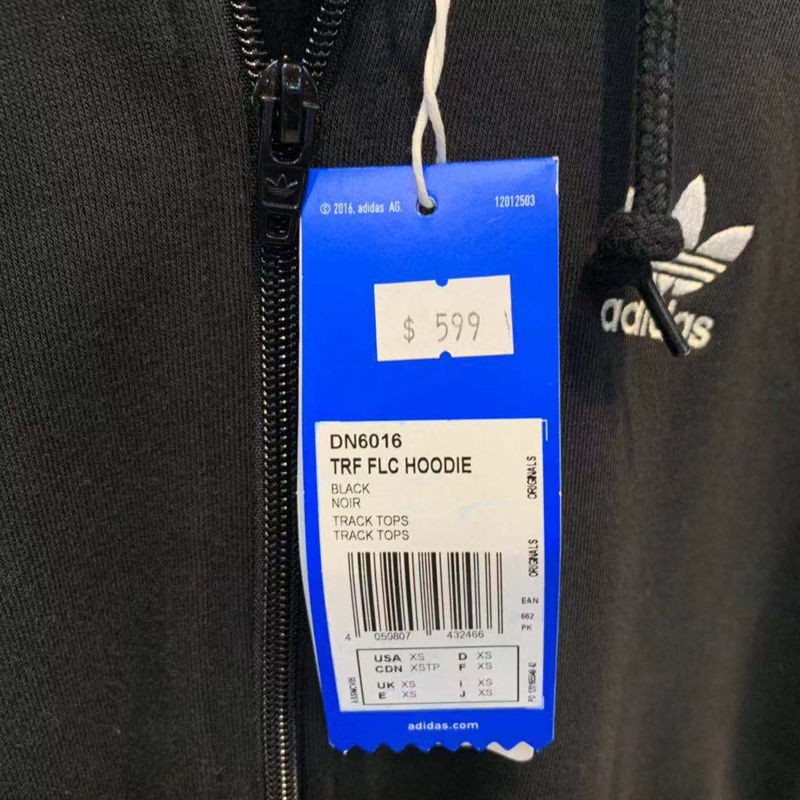 © 2016, adidas AG.
12012503
$ 599
adidas
DN6016
TRF FLC HOODIE
BLACK
NOIR
TRACK TOPS
TRACK TOPS
ORIGINALS
ORIGINALS
EAN
662
PK
4 059807 432466
USA XS D XS
CDN XSTP F XS
UK XS I XS
E XS J XS
adidas.com